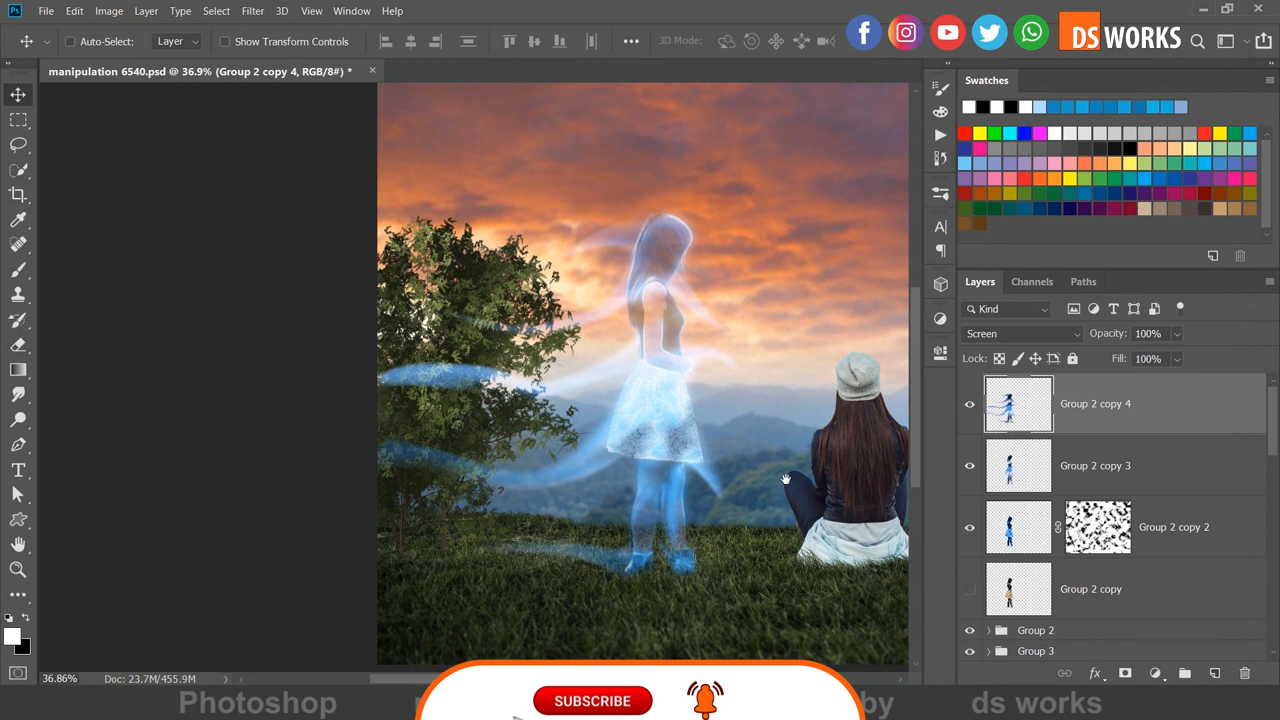 Ps File Edit Image Layer Type Select Filter 3D View Window Help
Auto-Select: Layer Show Transform Controls 3D Mode: DS WORKS
manipulation 6540.psd @ 36.9% (Group 2 copy 4, RGB/8#) *
Swatches
Layers Channels Paths
Kind
Screen Opacity: 100%
Lock: Fill: 100%
Group 2 copy 4
Group 2 copy 3
Group 2 copy 2
Group 2 copy
Group 2
Group 3
36.86% Doc: 23.7M/455.9M
SUBSCRIBE
Photoshop by ds works